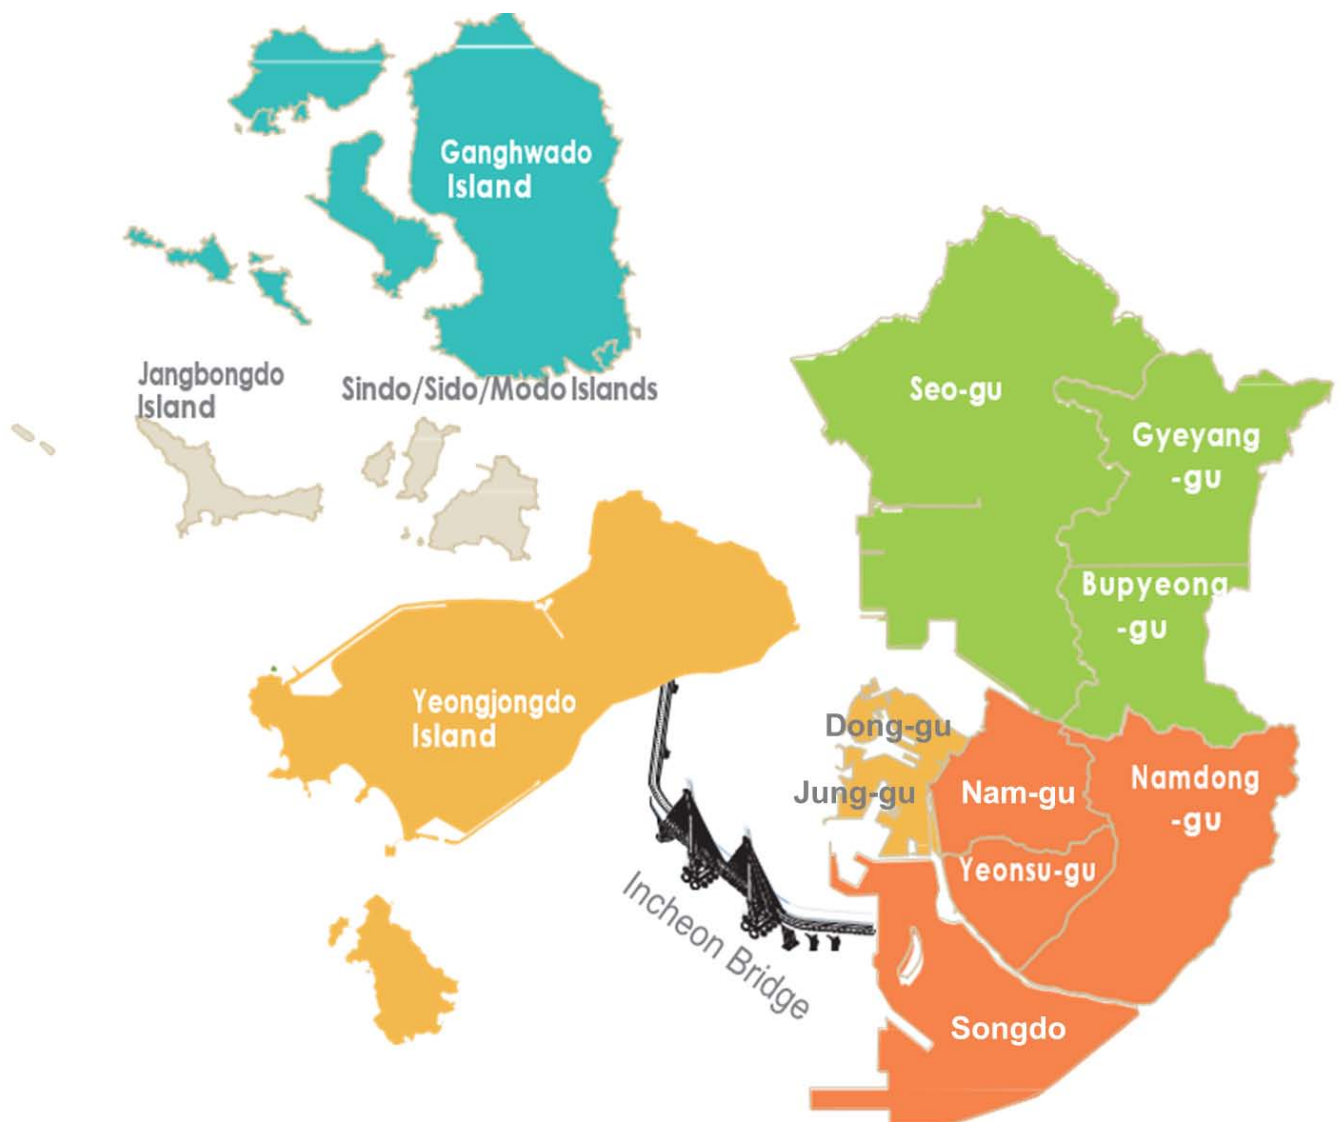 Ganghwado
Island
Jangbongdo
Island
Sindo/Sido/Modo Islands
Seo-gu
Gyeyang
-gu
Bupyeong
-gu
Yeongjongdo
Island
Dong-gu
Jung-gu
Nam-gu
Namdong
-gu
Yeonsu-gu
Incheon Bridge
Songdo